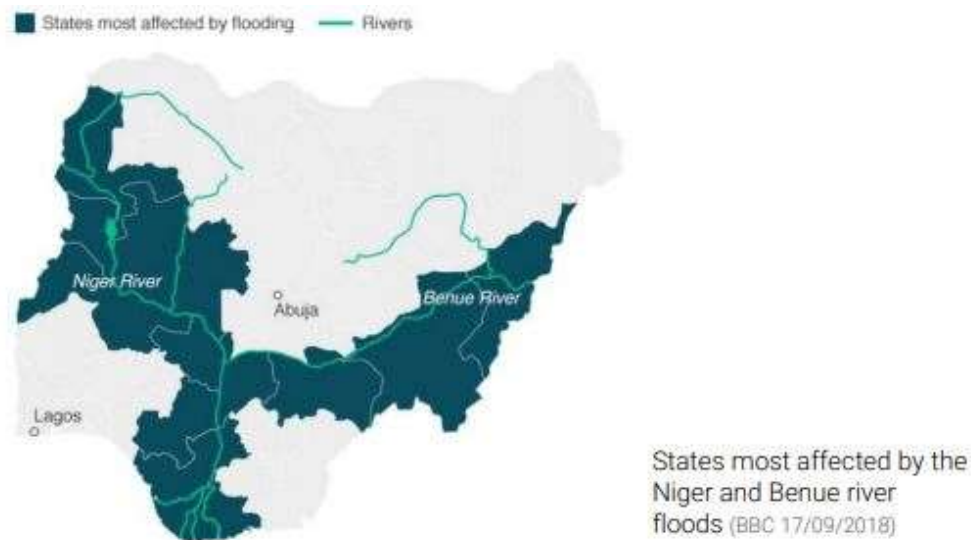 States most affected by flooding
Rivers
Niger River
Abuja
Benue River
Lagos
States most affected by the
Niger and Benue river
floods (BBC 17/09/2018)